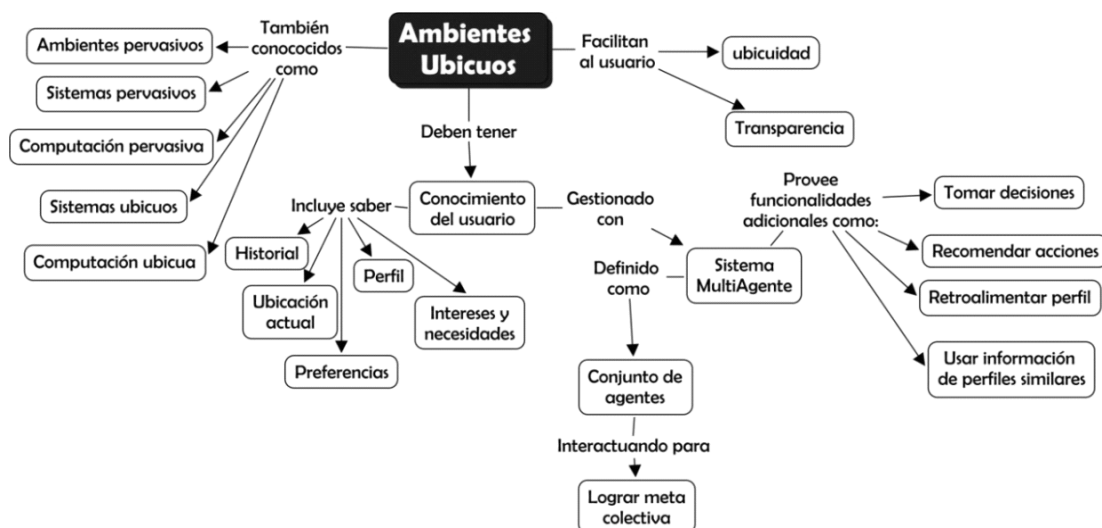 Ambientes
Ubicuos
También
conococidos
como
Ambientes pervasivos
Sistemas pervasivos
Computación pervasiva
Sistemas ubicuos
Computación ubicua
Facilitan
al usuario
ubicuidad
Transparencia
Deben tener
Conocimiento
del usuario
Incluye saber
Historial
Ubicación
actual
Preferencias
Perfil
Intereses y
necesidades
Gestionado
con
Sistema
MultiAgente
Definido
como
Conjunto de
agentes
Interactuando para
Lograr meta
colectiva
Provee
funcionalidades
adicionales como:
Tomar decisiones
Recomendar acciones
Retroalimentar perfil
Usar información
de perfiles similares